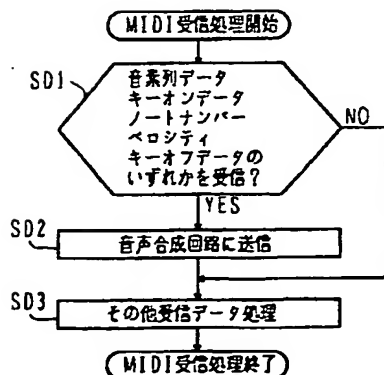 MIDI受信処理開始
SD1
音素列データ
キーオンデータ
ノートナンバー
ベロシティ
キーオフデータの
いずれかを受信?
NO
YES
SD2
音声合成回路に送信
SD3
その他受信データ処理
MIDI受信処理終了